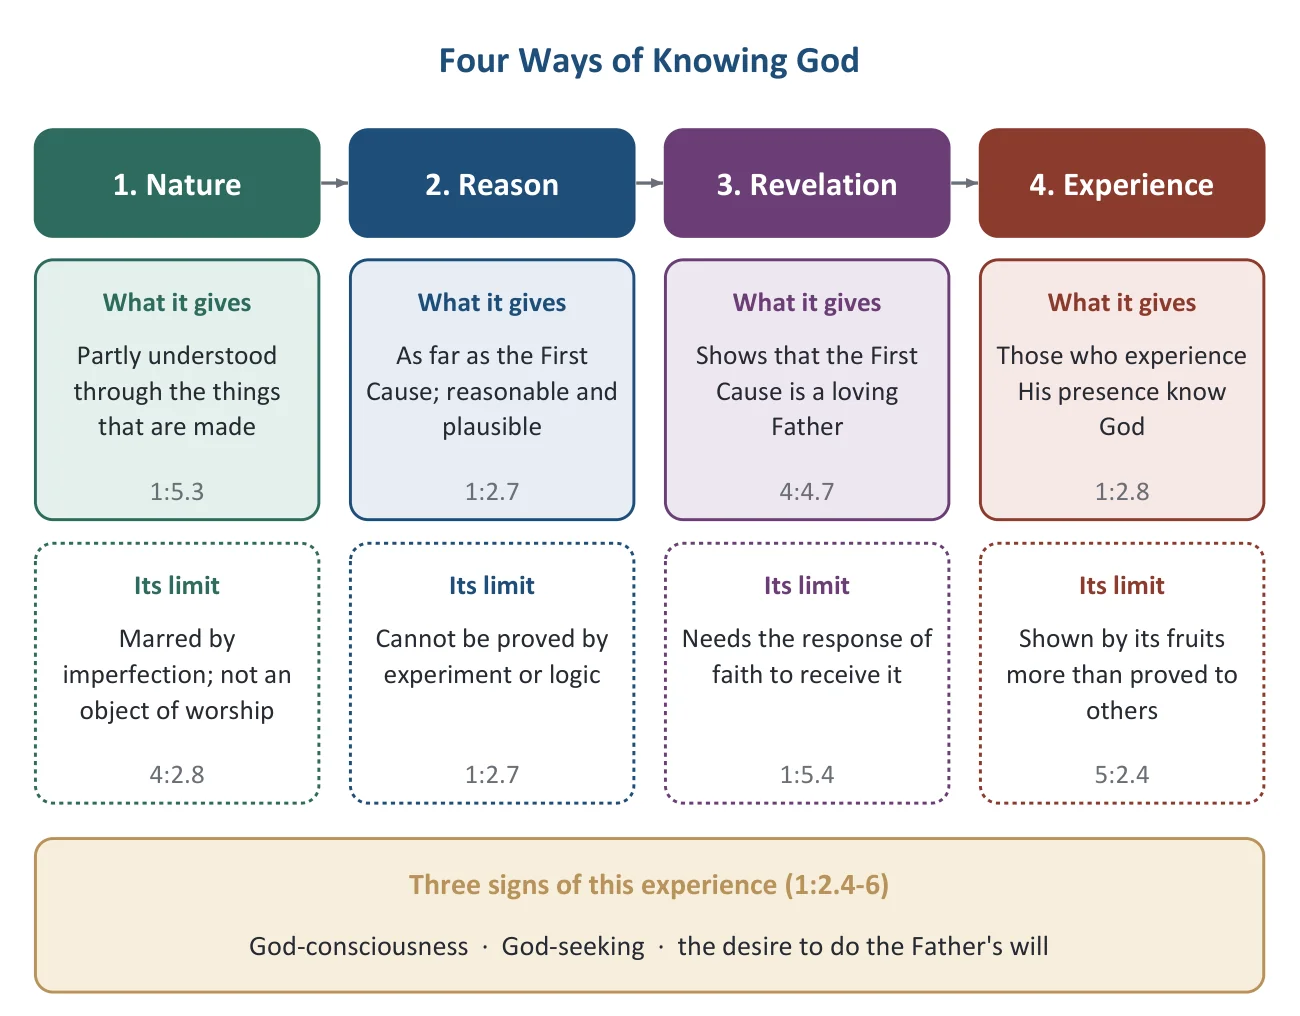 Four Ways of Knowing God
1. Nature
2. Reason
3. Revelation
4. Experience
What it gives
Partly understood
through the things
that are made
1:5.3
What it gives
As far as the First
Cause; reasonable and
plausible
1:2.7
What it gives
Shows that the First
Cause is a loving
Father
4:4.7
What it gives
Those who experience
His presence know
God
1:2.8
Its limit
Marred by
imperfection; not an
object of worship
4:2.8
Its limit
Cannot be proved by
experiment or logic
1:2.7
Its limit
Needs the response of
faith to receive it
1:5.4
Its limit
Shown by its fruits
more than proved to
others
5:2.4
Three signs of this experience (1:2.4-6)
God-consciousness · God-seeking · the desire to do the Father's will